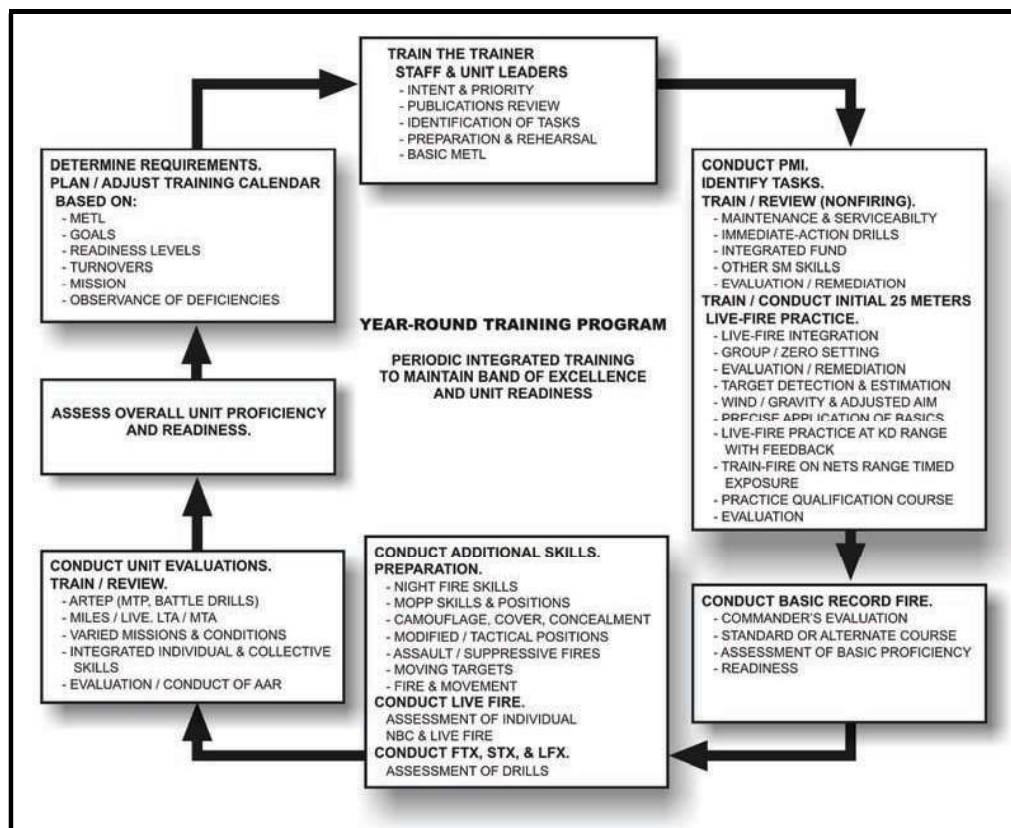 TRAIN THE TRAINER
STAFF & UNIT LEADERS
- INTENT & PRIORITY
- PUBLICATIONS REVIEW
- IDENTIFICATION OF TASKS
- PREPARATION & REHEARSAL
- BASIC METL
DETERMINE REQUIREMENTS.
PLAN / ADJUST TRAINING CALENDAR
BASED ON:
- METL
- GOALS
- READINESS LEVELS
- TURNOVERS
- MISSION
- OBSERVANCE OF DEFICIENCIES
CONDUCT PMI.
IDENTIFY TASKS.
TRAIN / REVIEW (NONFIRING).
- MAINTENANCE & SERVICEABILTY
- IMMEDIATE-ACTION DRILLS
- INTEGRATED FUND
- OTHER SM SKILLS
- EVALUATION / REMEDIATION
TRAIN / CONDUCT INITIAL 25 METERS
LIVE-FIRE PRACTICE.
- LIVE-FIRE INTEGRATION
- GROUP / ZERO SETTING
- EVALUATION / REMEDIATION
- TARGET DETECTION & ESTIMATION
- WIND / GRAVITY & ADJUSTED AIM
- PRECISE APPLICATION OF BASICS
- LIVE-FIRE PRACTICE AT KD RANGE
WITH FEEDBACK
- TRAIN-FIRE ON NETS RANGE TIMED
EXPOSURE
- PRACTICE QUALIFICATION COURSE
- EVALUATION
YEAR-ROUND TRAINING PROGRAM
PERIODIC INTEGRATED TRAINING
TO MAINTAIN BAND OF EXCELLENCE
AND UNIT READINESS
ASSESS OVERALL UNIT PROFICIENCY
AND READINESS.
CONDUCT UNIT EVALUATIONS.
TRAIN / REVIEW.
- ARTEP (MTP, BATTLE DRILLS)
- MILES / LIVE, LTA / MTA
- VARIED MISSIONS & CONDITIONS
- INTEGRATED INDIVIDUAL & COLLECTIVE
SKILLS
- EVALUATION / CONDUCT OF AAR
CONDUCT ADDITIONAL SKILLS.
PREPARATION.
- NIGHT FIRE SKILLS
- MOPP SKILLS & POSITIONS
- CAMOUFLAGE, COVER, CONCEALMENT
- MODIFIED / TACTICAL POSITIONS
- ASSAULT / SUPPRESSIVE FIRES
- MOVING TARGETS
- FIRE & MOVEMENT
CONDUCT LIVE FIRE.
ASSESSMENT OF INDIVIDUAL
NBC & LIVE FIRE
CONDUCT FTX, STX, & LFX.
ASSESSMENT OF DRILLS
CONDUCT BASIC RECORD FIRE.
- COMMANDER'S EVALUATION
- STANDARD OR ALTERNATE COURSE
- ASSESSMENT OF BASIC PROFICIENCY
- READINESS